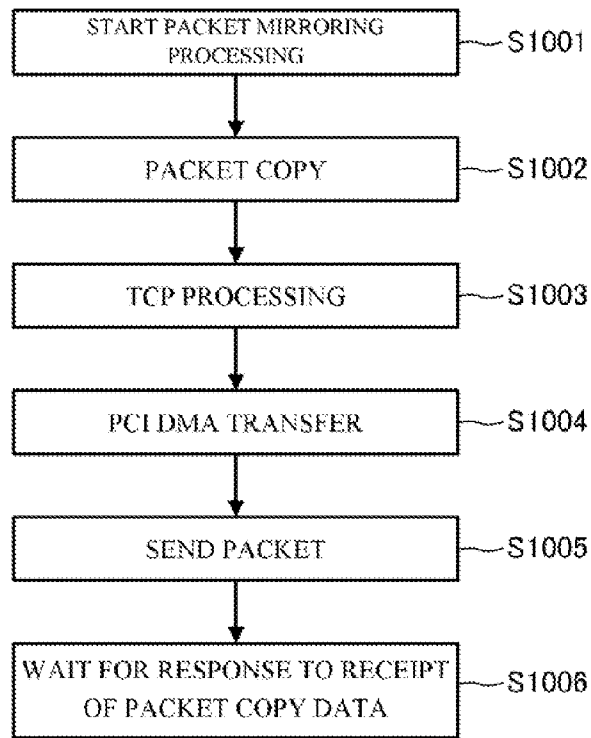 START PACKET MIRRORING
PROCESSING
S1001
PACKET COPY
S1002
TCP PROCESSING
S1003
PCI DMA TRANSFER
S1004
SEND PACKET
S1005
WAIT FOR RESPONSE TO RECEIPT
OF PACKET COPY DATA
S1006